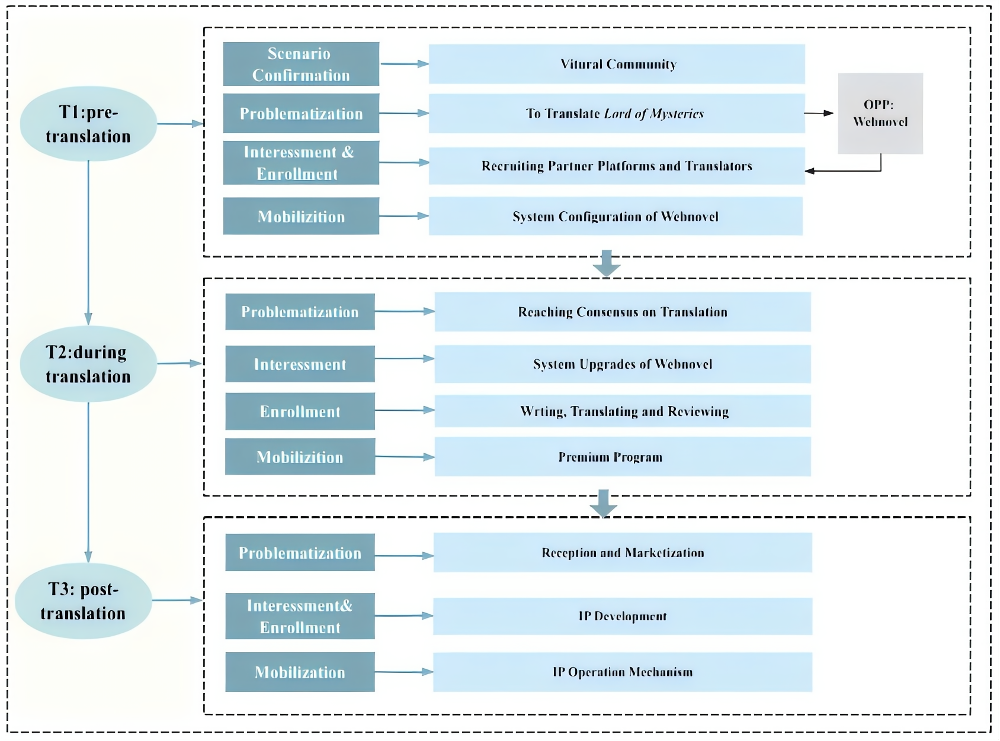 T1:pre-
translation
Scenario
Confirmation
Vitural Community
Problematization
To Translate Lord of Mysteries
OPP:
Webnovel
Interessment &
Enrollment
Recruiting Partner Platforms and Translators
Mobilizition
System Configuration of Webnovel
T2:during
translation
Problematization
Reaching Consensus on Translation
Interessment
System Upgrades of Webnovel
Enrollment
Wrting, Translating and Reviewing
Mobilizition
Premium Program
T3: post-
translation
Problematization
Reception and Marketization
Interessment&
Enrollment
IP Development
Mobilization
IP Operation Mechanism